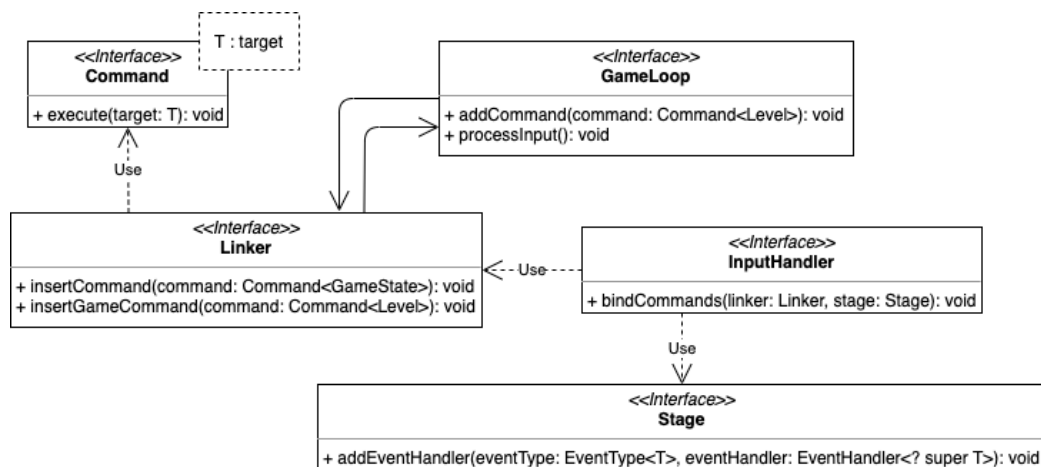 T : target
<<Interface>>
Command
+ execute(target: T): void
<<Interface>>
GameLoop
+ addCommand(command: Command<Level>): void
+ processInput(): void
Use
<<Interface>>
Linker
+ insertCommand(command: Command<GameState>): void
+ insertGameCommand(command: Command<Level>): void
Use
<<Interface>>
InputHandler
+ bindCommands(linker: Linker, stage: Stage): void
Use
<<Interface>>
Stage
+ addEventHandler(eventType: EventType<T>, eventHandler: EventHandler<? super T>): void